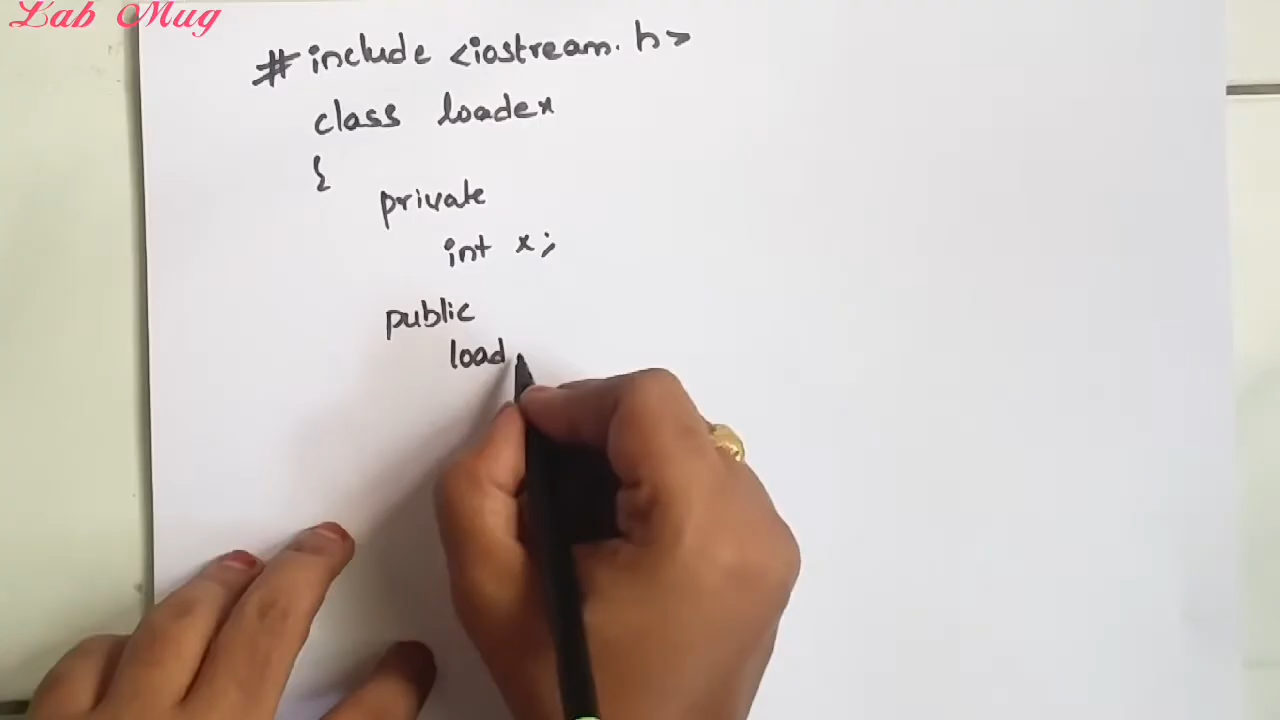 Lab Mug
#include <iostream.h>
class loader
{
private
int x;
public
load